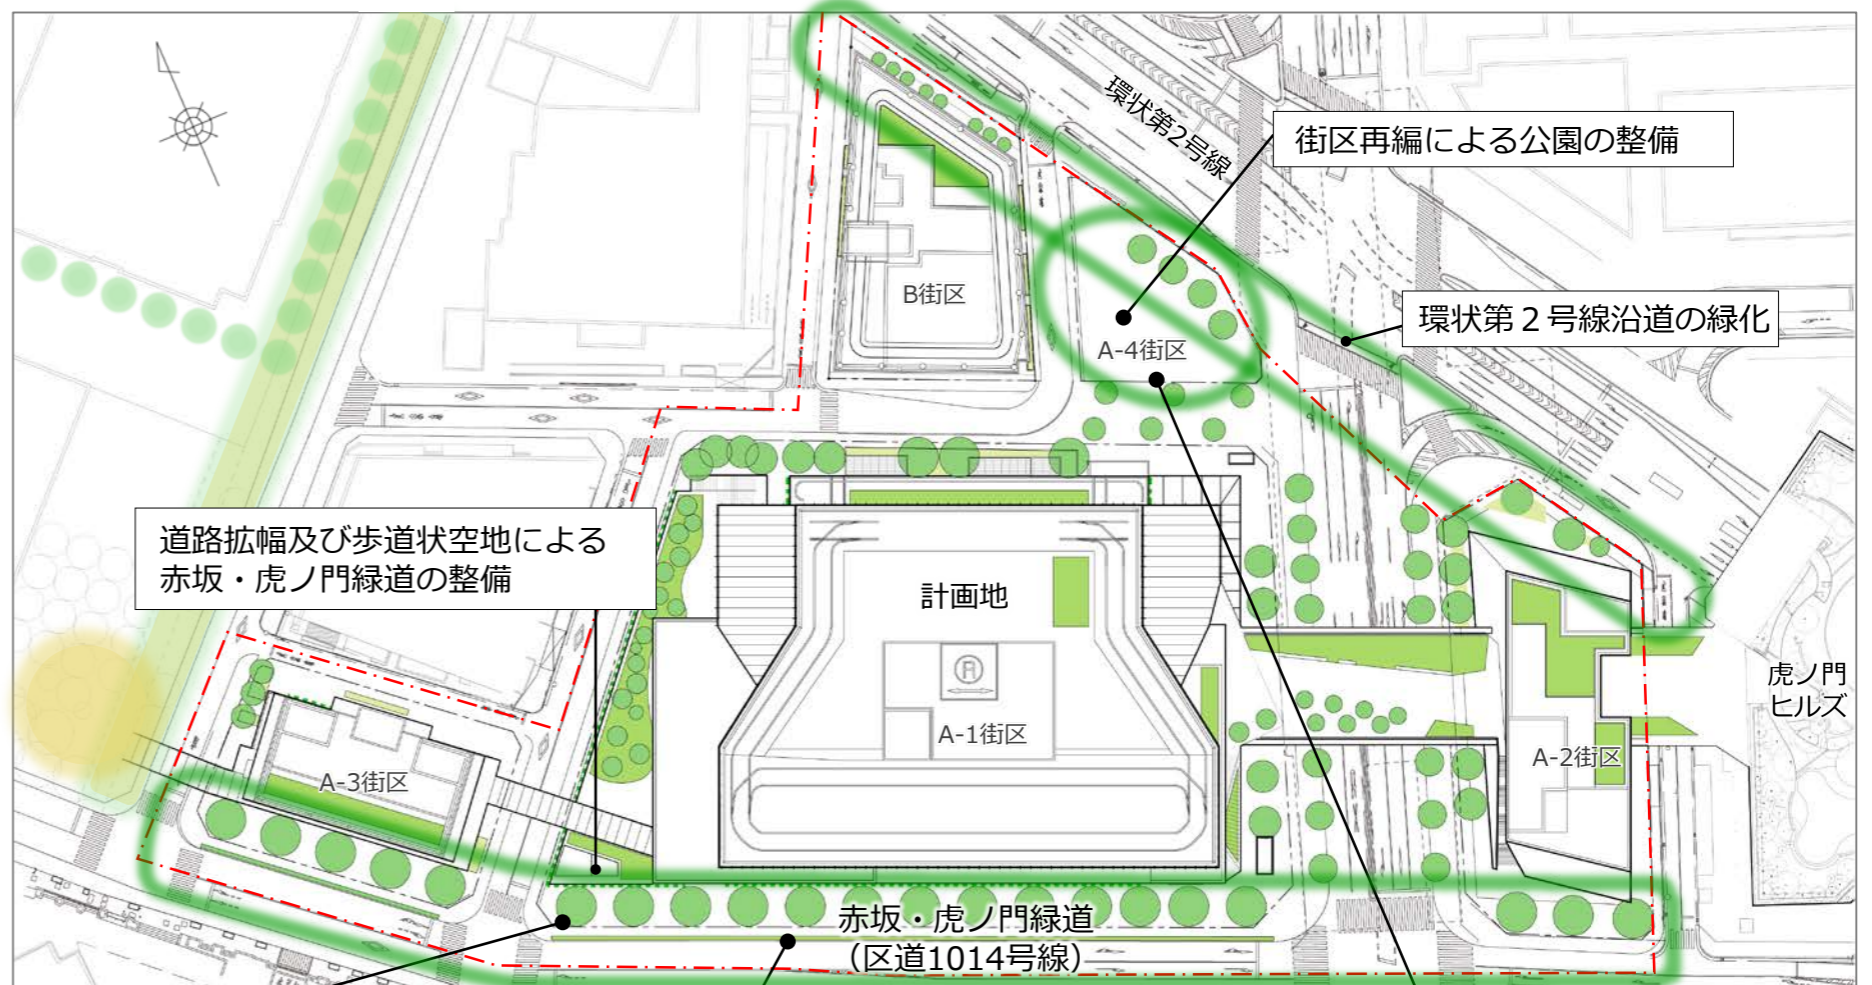 環状第2号線
街区再編による公園の整備
B街区
環状第２号線沿道の緑化
A-4街区
道路拡幅及び歩道状空地による
赤坂・虎ノ門緑道の整備
計画地
R
虎ノ門
ヒルズ
A-1街区
A-2街区
A-3街区
赤坂・虎ノ門緑道
（区道1014号線）